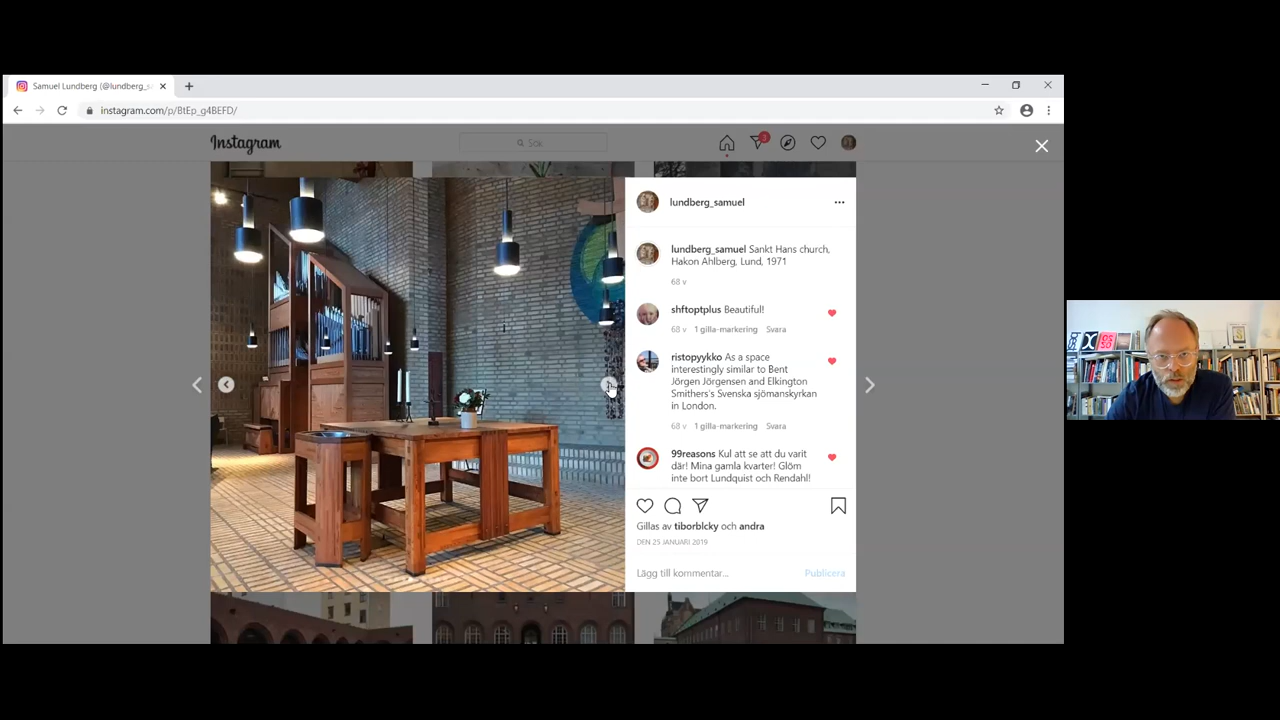 Samuel Lundberg (@lundberg_s
instagram.com/p/8tEp_g4BEFD/
Instagram
Sök
3
lundberg_samuel
lundberg_samuel Sankt Hans church,
Hakon Ahlberg, Lund, 1971
68 v
shftoptplus Beautiful!
68 v 1 gilla-markering Svara
ristopyykko As a space
interestingly similar to Bent
Jörgen Jörgensen and Elkington
Smithers's Svenska sjömanskyrkan
in London.
68 v 1 gilla-markering Svara
99reasons Kul att se att du varit
där! Mina gamla kvarter! Glöm
inte bort Lundquist och Rendahl!
Gillas av tiborblcky och andra
DEN 25 JANUARI 2019
Lägg till kommentar...
Publicera